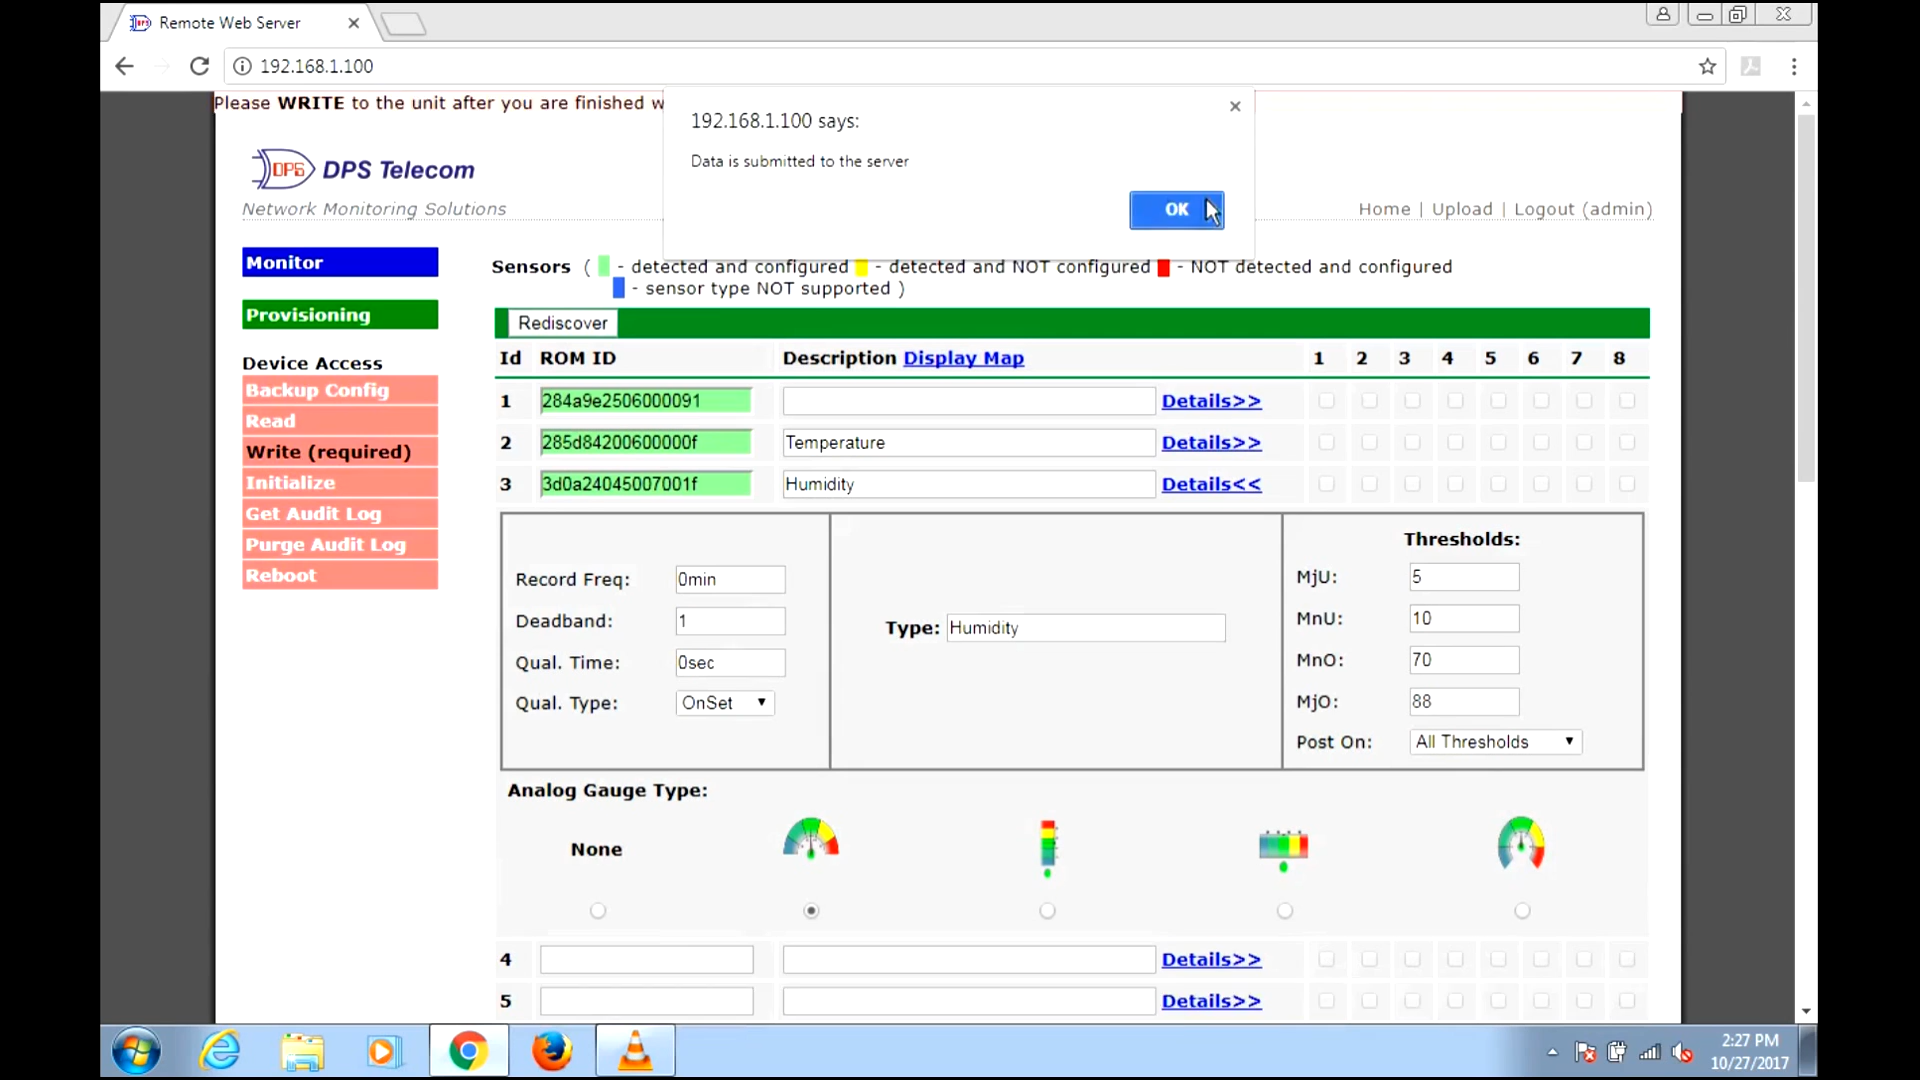 Remote Web Server
192.168.1.100
Please WRITE to the unit after you are finished w
192.168.1.100 says:
Data is submitted to the server
OK
DPS DPS Telecom
Network Monitoring Solutions
Home | Upload | Logout (admin)
Monitor
Provisioning
Device Access
Backup Config
Read
Write (required)
Initialize
Get Audit Log
Purge Audit Log
Reboot
Sensors ( - detected and configured - detected and NOT configured - NOT detected and configured
- sensor type NOT supported )
Rediscover
Id ROM ID Description Display Map 1 2 3 4 5 6 7 8
1 284a9e2506000091 Details>>
2 285d84200600000f Temperature Details>>
3 3d0a24045007001f Humidity Details<<
Record Freq: 0min
Deadband: 1
Qual. Time: 0sec
Qual. Type: OnSet
Type: Humidity
Thresholds:
MjU: 5
MnU: 10
MnO: 70
MjO: 88
Post On: All Thresholds
Analog Gauge Type:
None
4 Details>>
5 Details>>
2:27 PM
10/27/2017